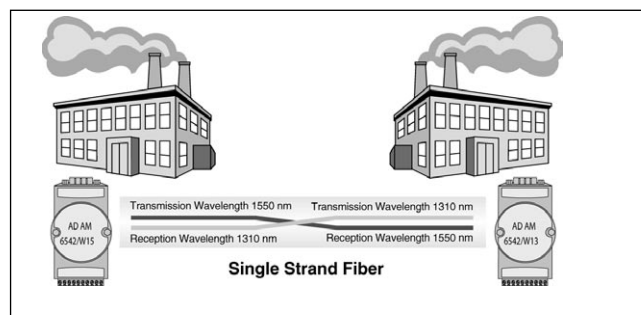 Transmission Wavelength 1550 nm
Transmission Wavelength 1310 nm
AD AM
6542/W15
AD AM
6542/W13
Reception Wavelength 1310 nm
Reception Wavelength 1550 nm
Single Strand Fiber